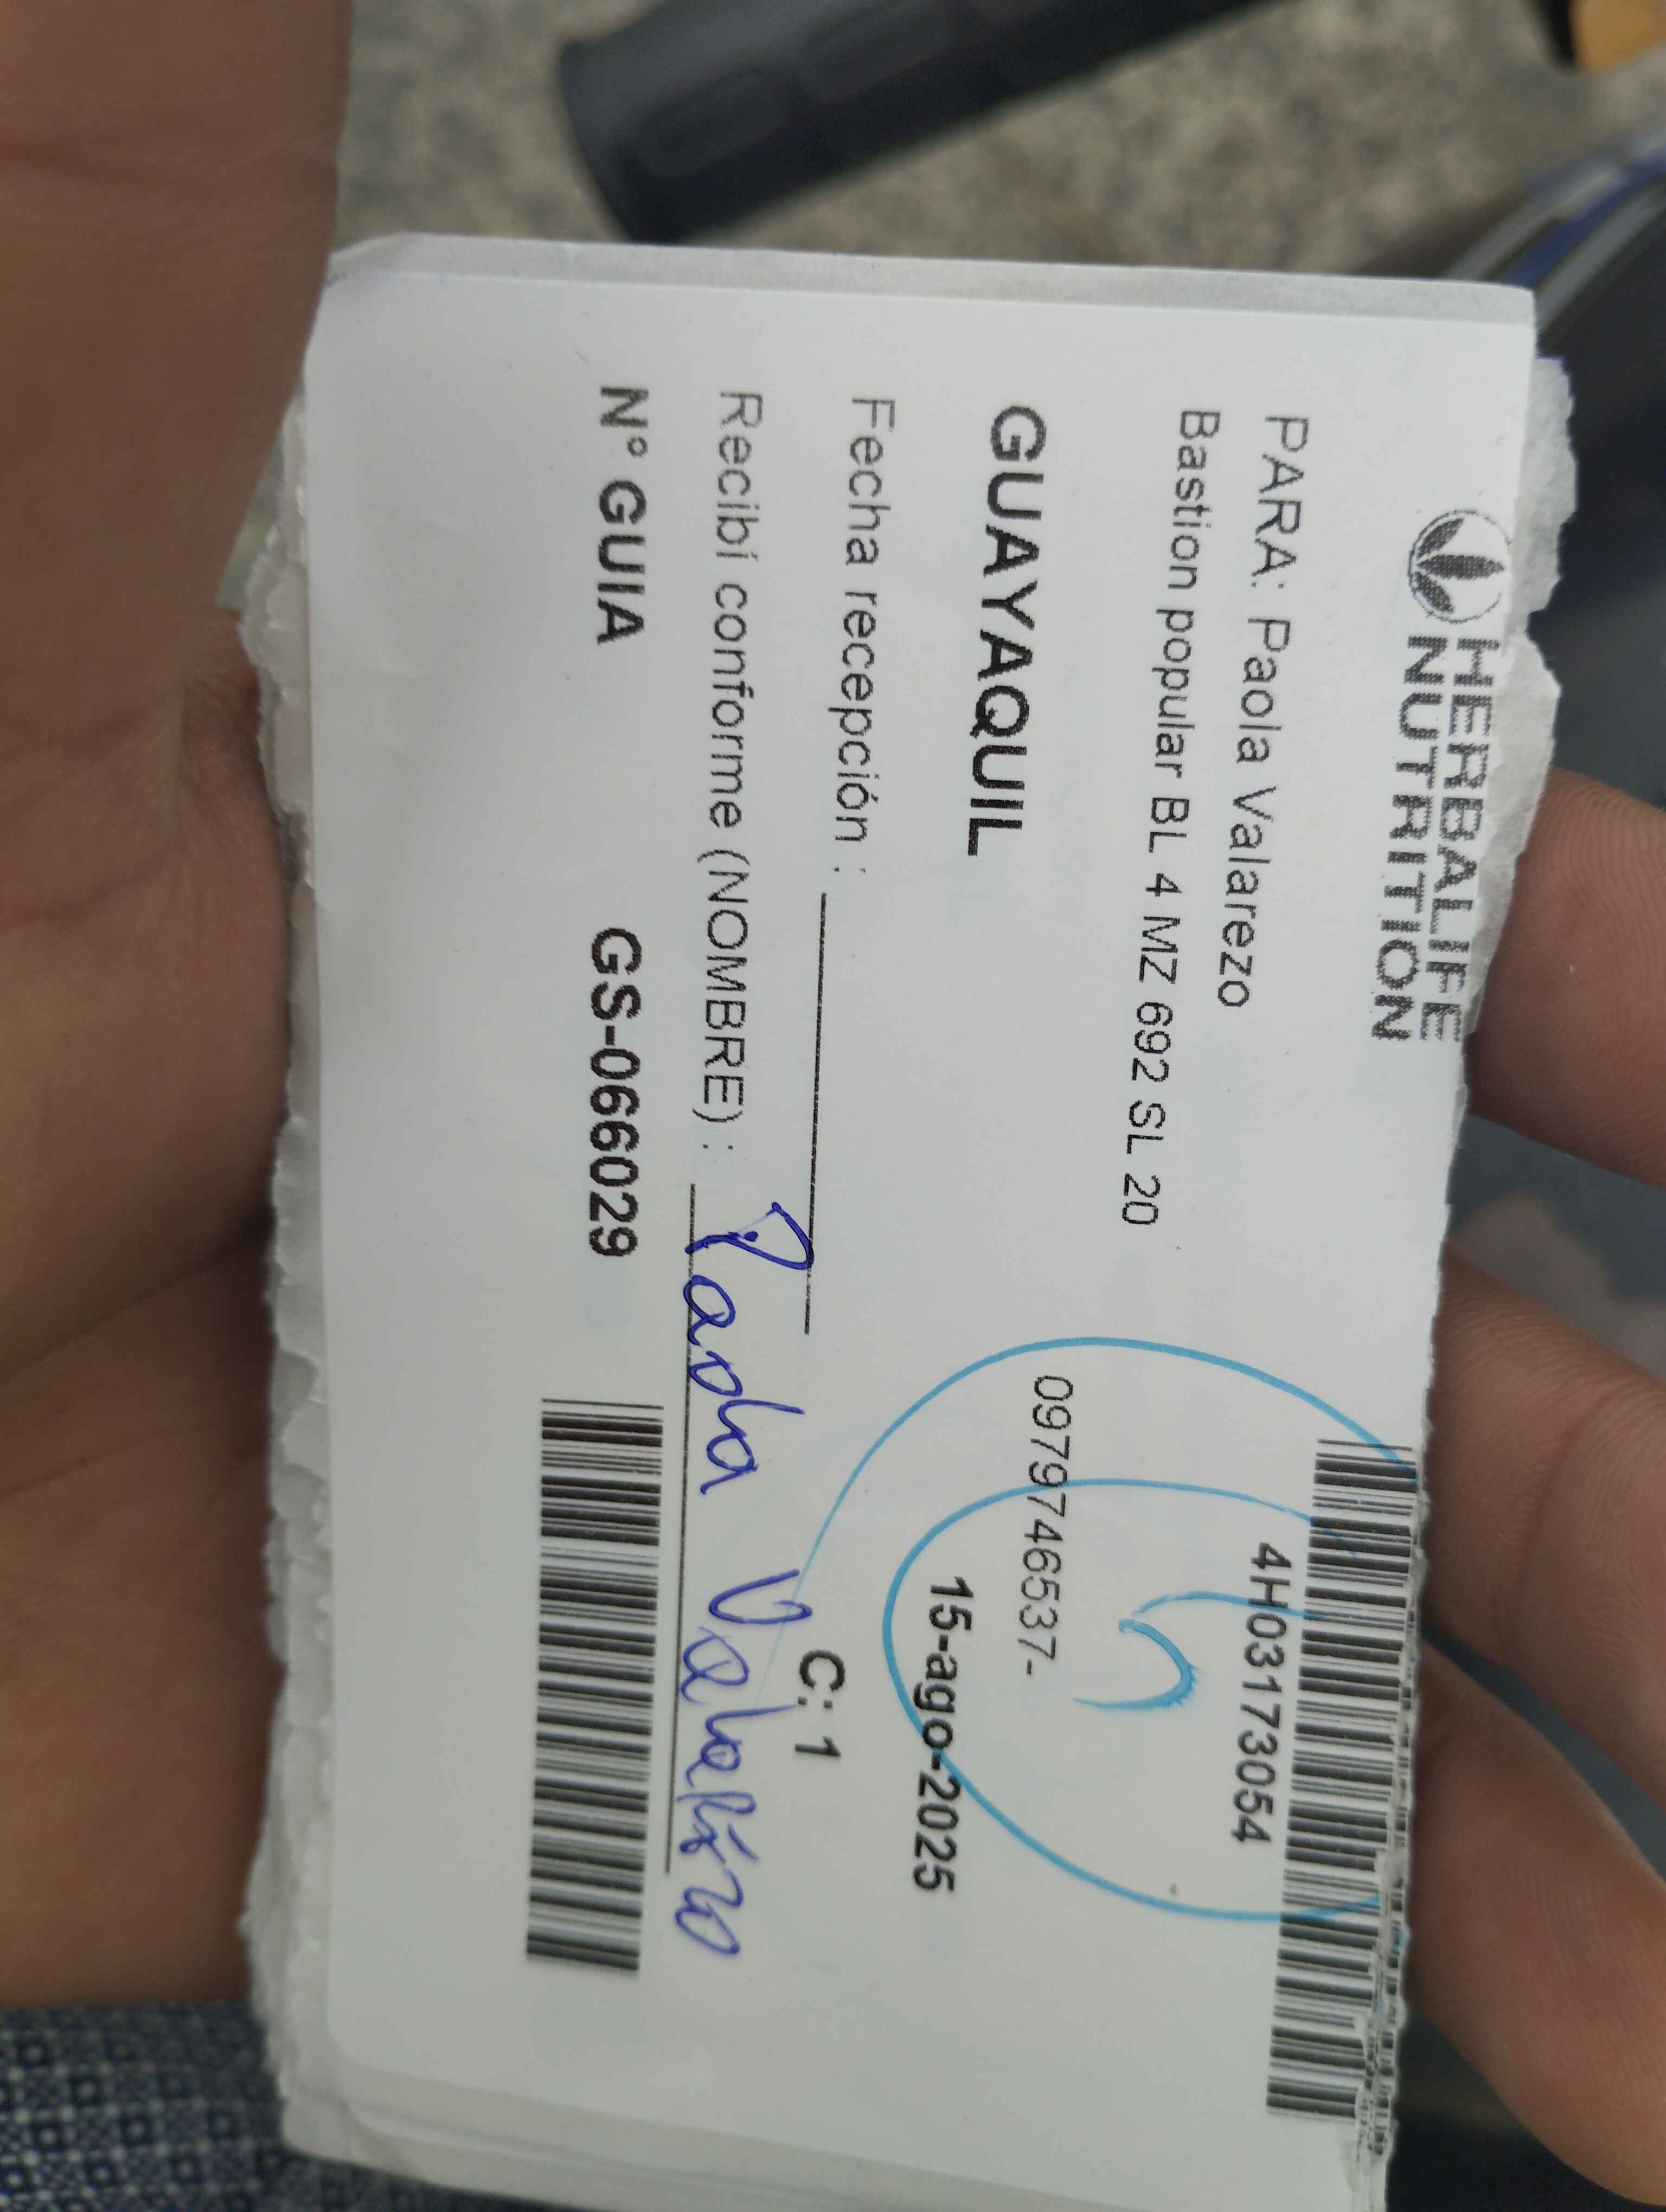 HERBALIFE
NUTRITION
4H03173054
PARA: Paola Valarezo
Bastion popular BL 4 MZ 692 SL 20
0979746537-
GUAYAQUIL
15-ago-2025
Fecha recepción :
C: 1
Recibí conforme (NOMBRE) : Paola Valarezo
N° GUIA GS-066029